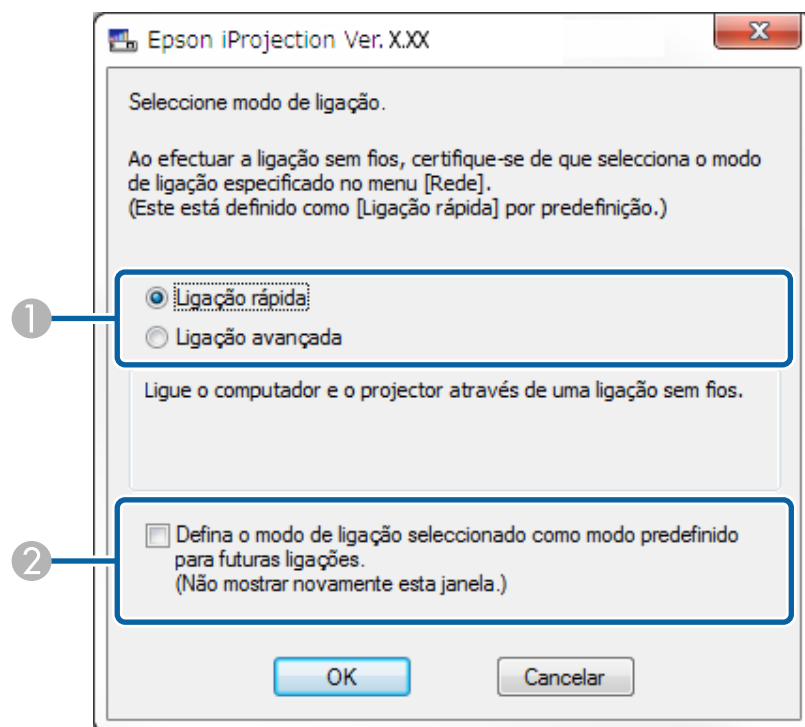 Epson iProjection Ver. X.XX
Seleccione modo de ligação.
Ao efectuar a ligação sem fios, certifique-se de que selecciona o modo
de ligação especificado no menu [Rede].
(Este está definido como [Ligação rápida] por predefinição.)
1
Ligação rápida
Ligação avançada
Ligue o computador e o projector através de uma ligação sem fios.
2
Defina o modo de ligação seleccionado como modo predefinido
para futuras ligações.
(Não mostrar novamente esta janela.)
OK Cancelar